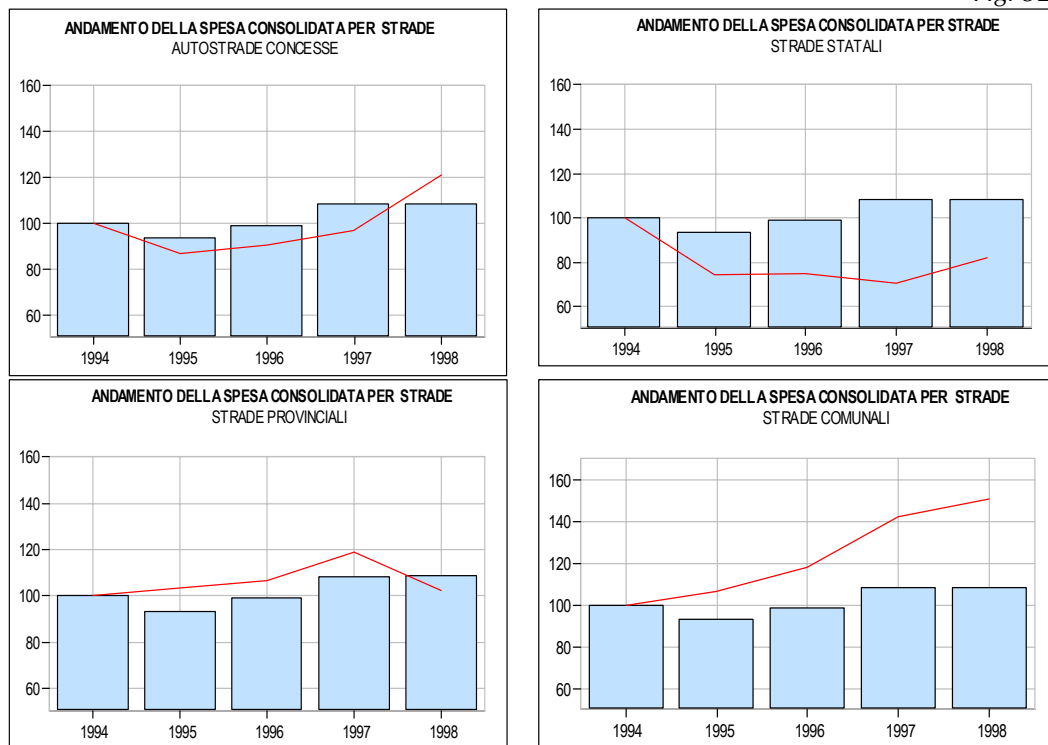 ANDAMENTO DELLA SPESA CONSOLIDATA PER STRADE
AUTOSTRADE CONCESSE
160
140
120
100
80
60
1994 1995 1996 1997 1998
ANDAMENTO DELLA SPESA CONSOLIDATA PER STRADE
STRADE STATALI
160
140
120
100
80
60
1994 1995 1996 1997 1998
ANDAMENTO DELLA SPESA CONSOLIDATA PER STRADE
STRADE PROVINCIALI
160
140
120
100
80
60
1994 1995 1996 1997 1998
ANDAMENTO DELLA SPESA CONSOLIDATA PER STRADE
STRADE COMUNALI
160
140
120
100
80
60
1994 1995 1996 1997 1998